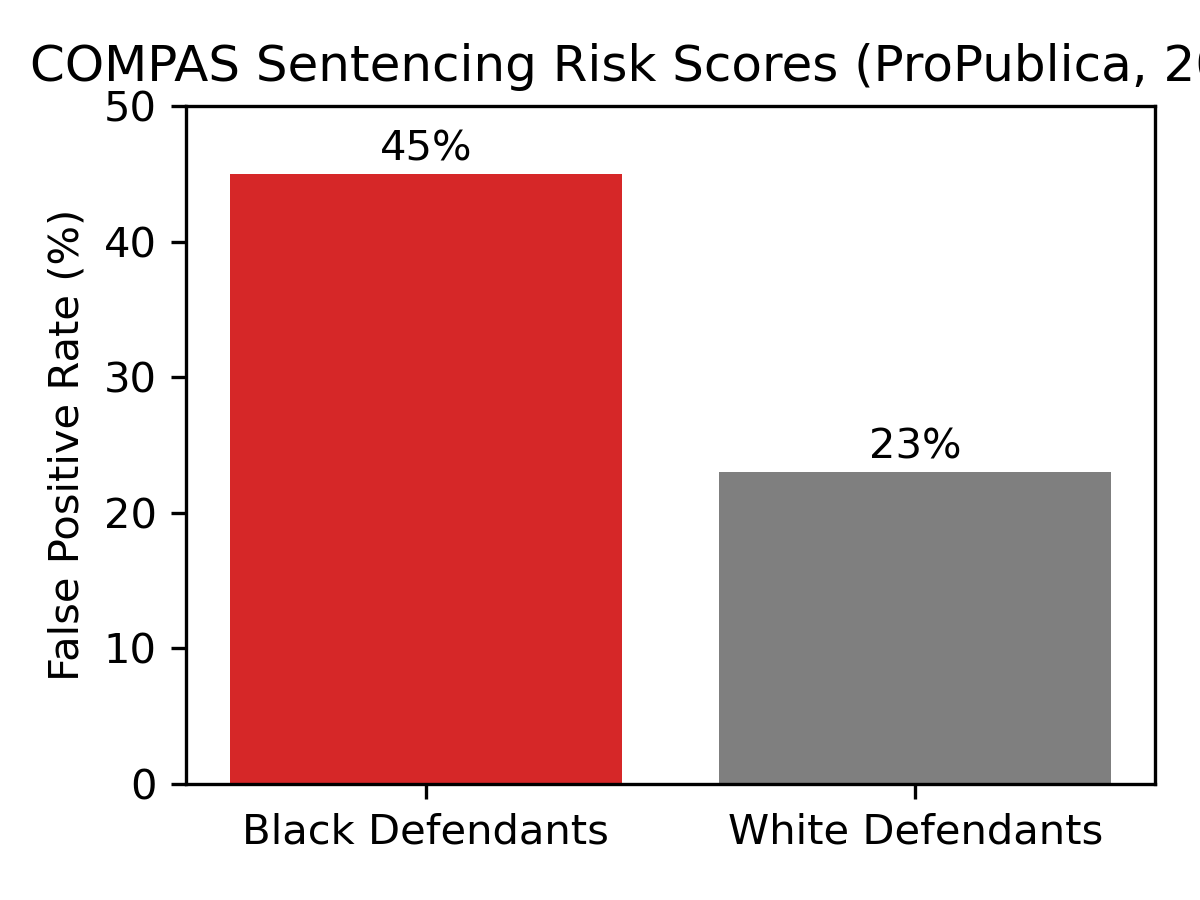 COMPAS Sentencing Risk Scores (ProPublica,
50
45%
40
30
23%
20
10
0
False Positive Rate (%)
Black Defendants
White Defendants